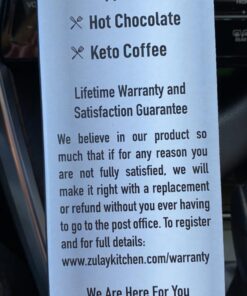 Hot Chocolate
Keto Coffee
Lifetime Warranty and
Satisfaction Guarantee
We believe in our product so
much that if for any reason you
are not fully satisfied, we will
make it right with a replacement
or refund without you ever having
to go to the post office. To register
and for full details:
www.zulaykitchen.com/warranty
We Are Here For You